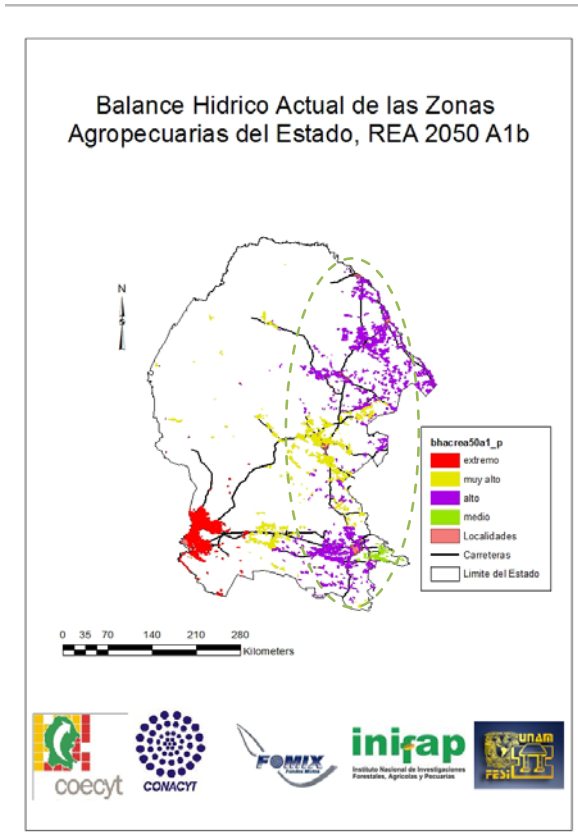 Balance Hidrico Actual de las Zonas
Agropecuarias del Estado, REA 2050 A1b
N
bhacrea50a1_p
extremo
muy alto
alto
medio
Localidades
Carreteras
Limite del Estado
0 35 70 140 210 280
Kilometers
coecyt
CONACYT
FOMIX
Fondos Mixtos
inifap
Instituto Nacional de Investigaciones
Forestales, Agrícolas y Pecuarias
UNAM
FESI